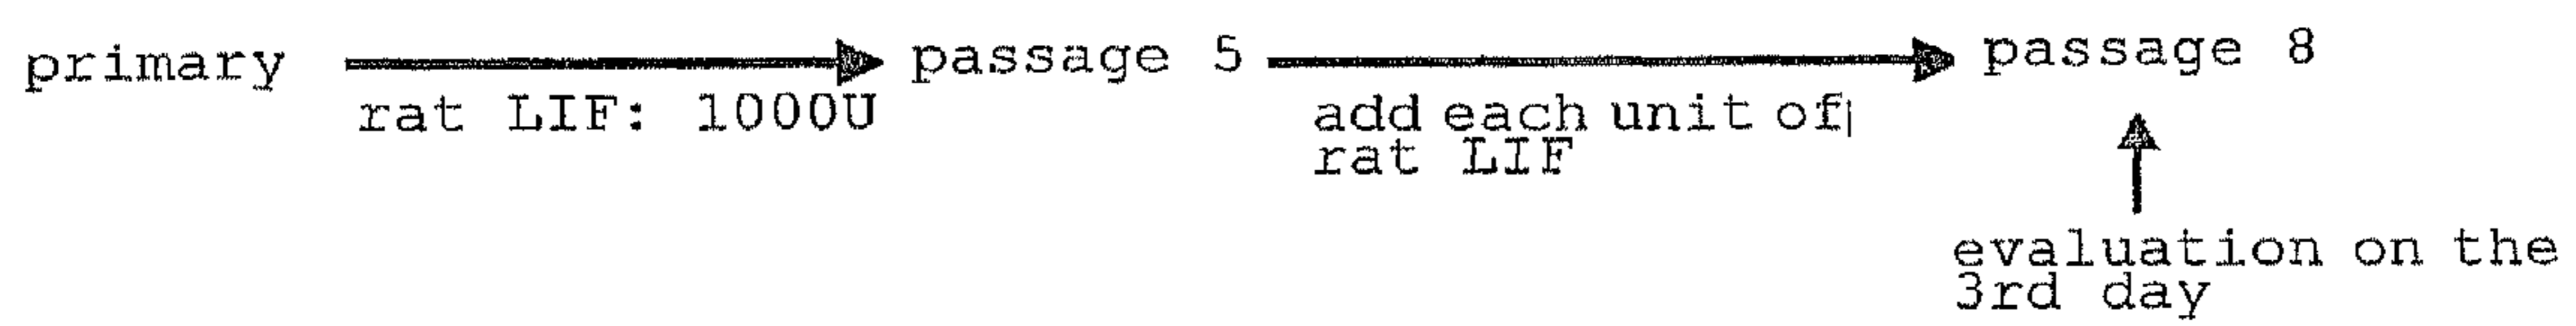 primary
rat LIF: 1000U
passage 5
add each unit of
rat LIF
passage 8
evaluation on the
3rd day